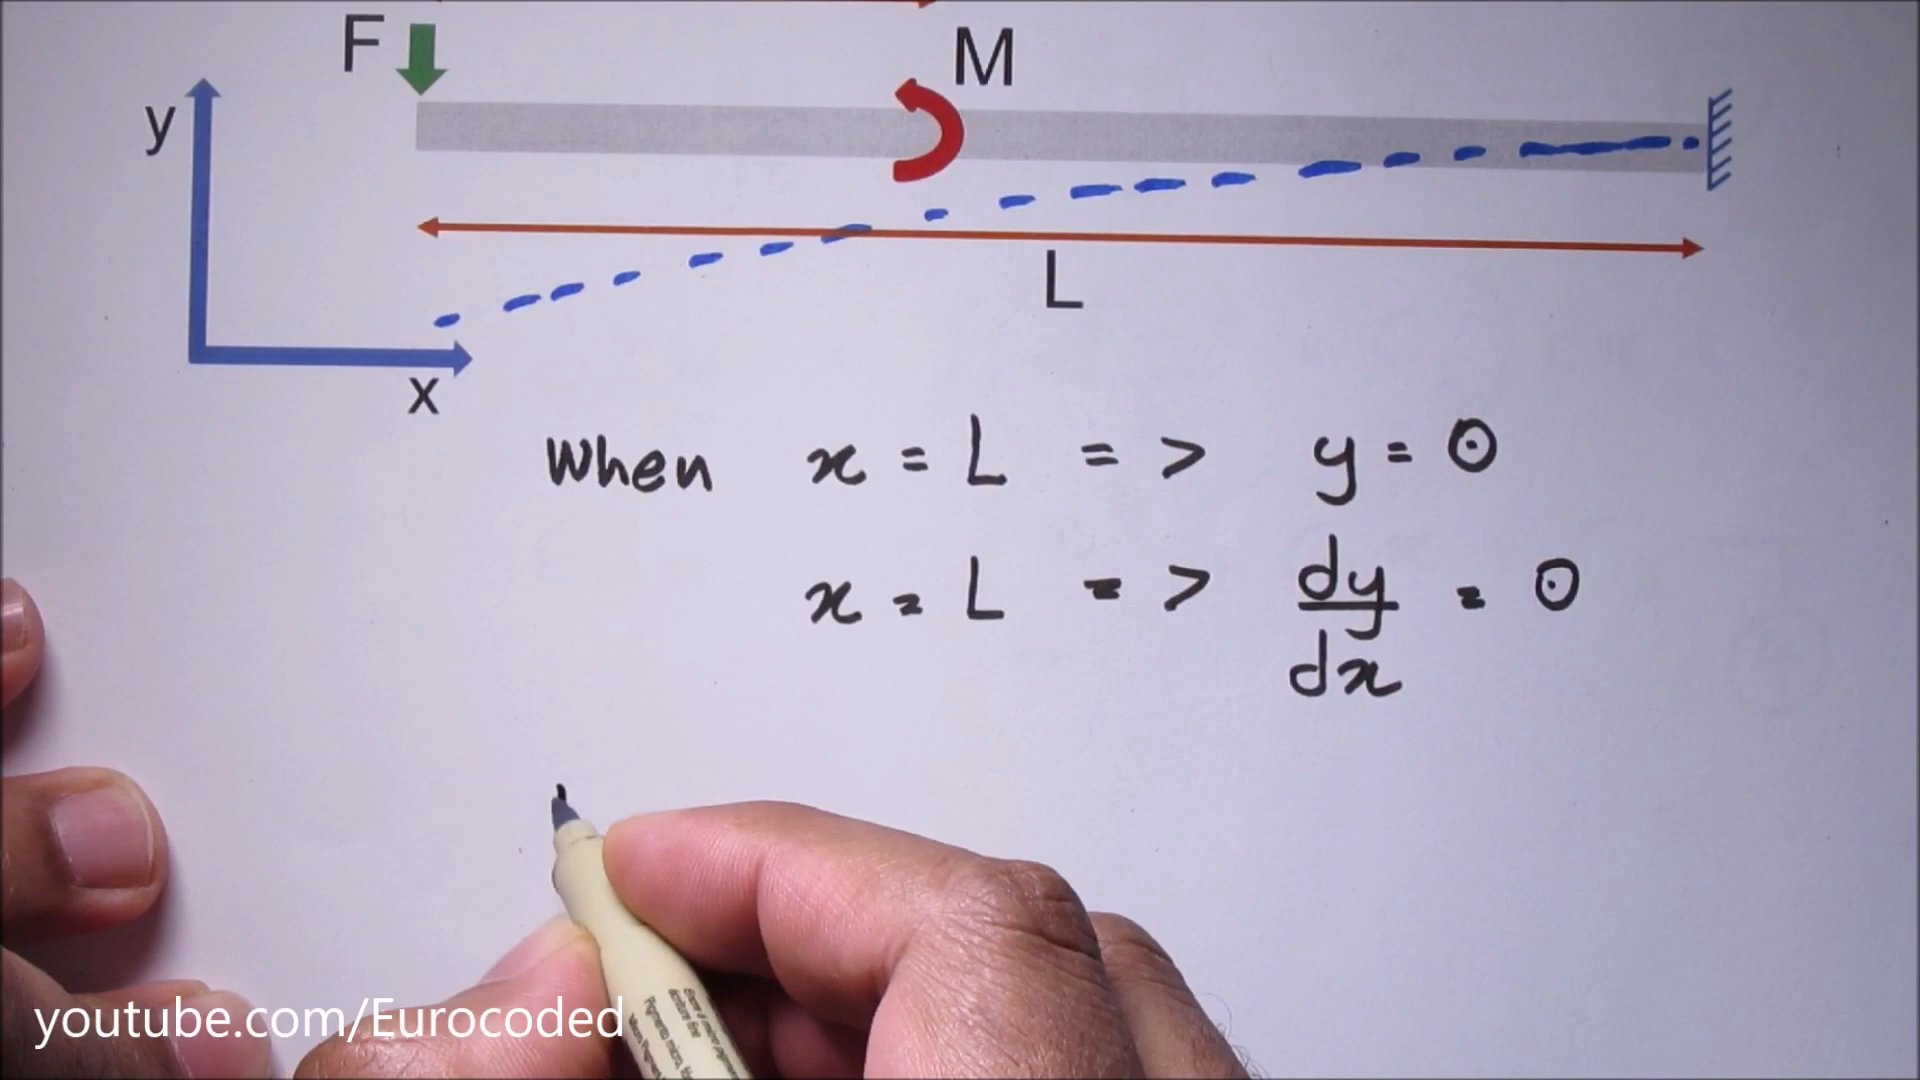 F
M
y
L
x
When x = L => y = 0
x = L => dy/dx = 0
youtube.com/Eurocoded